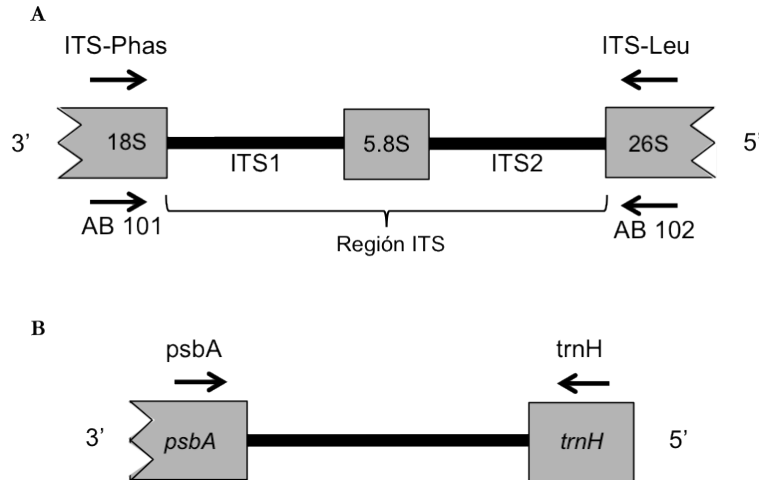 A
ITS-Phas ITS-Leu
3’ 18S 5.8S 26S 5’
ITS1 ITS2
AB 101 AB 102
Región ITS
B
psbA trnH
3’ psbA trnH 5’